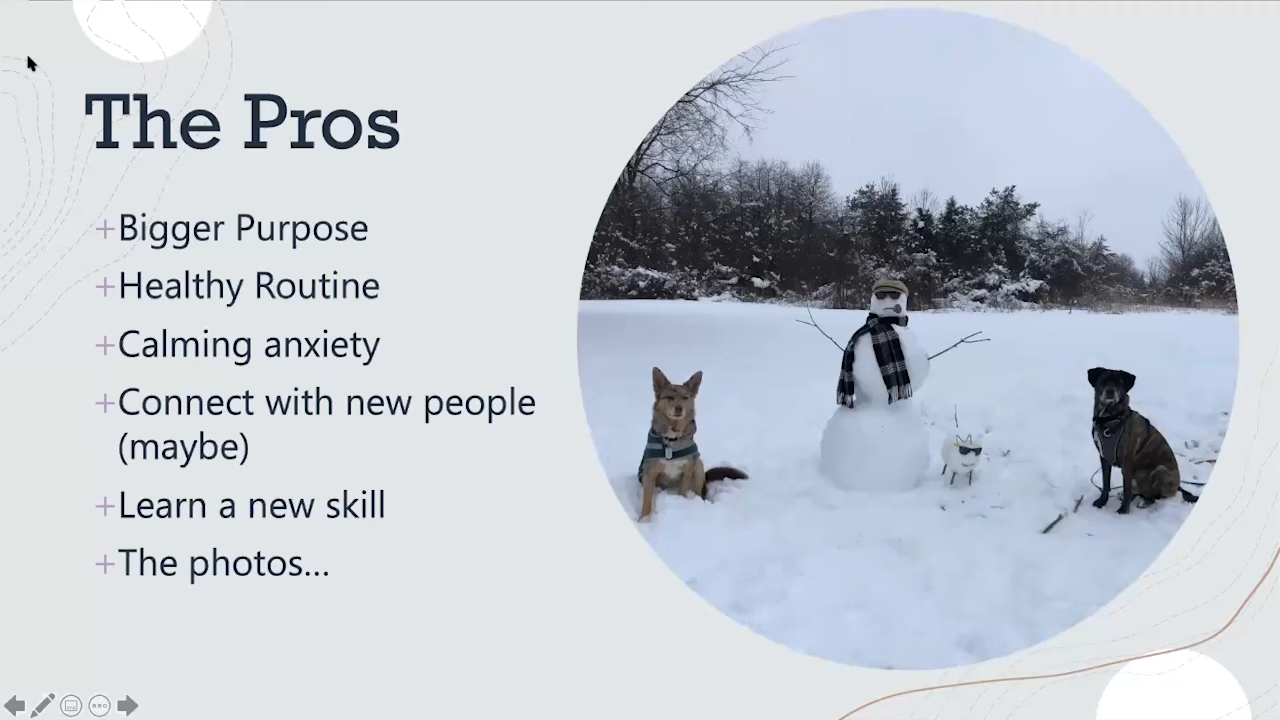 The Pros
+Bigger Purpose
+Healthy Routine
+Calming anxiety
+Connect with new people
(maybe)
+Learn a new skill
+The photos...